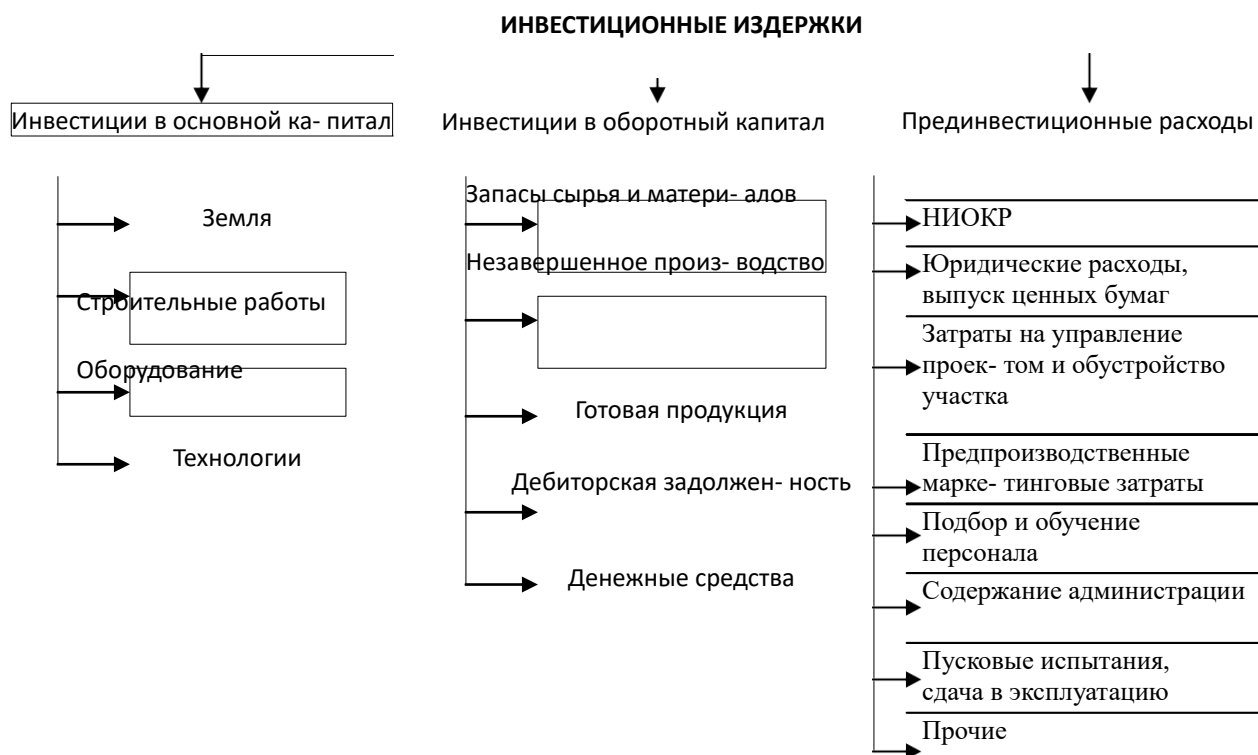 ИНВЕСТИЦИОННЫЕ ИЗДЕРЖКИ
Инвестиции в основной ка- питал
Земля
Строительные работы
Оборудование
Технологии
Инвестиции в оборотный капитал
Запасы сырья и матери- алов
Незавершенное произ- водство
Готовая продукция
Дебиторская задолжен- ность
Денежные средства
Прединвестиционные расходы
НИОКР
Юридические расходы,
выпуск ценных бумаг
Затраты на управление
проек- том и обустройство
участка
Предпроизводственные
марке- тинговые затраты
Подбор и обучение
персонала
Содержание администрации
Пусковые испытания,
сдача в эксплуатацию
Прочие